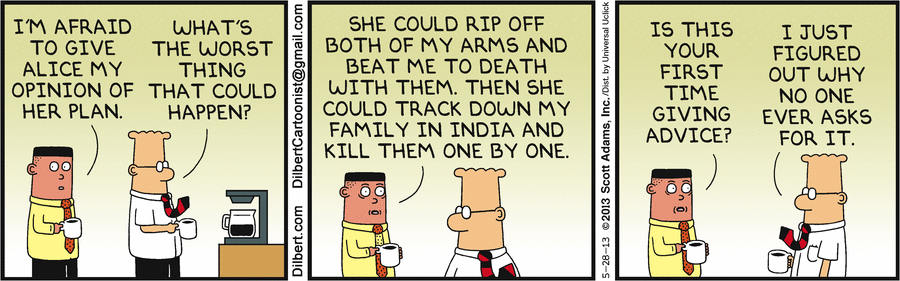 I'M AFRAID
TO GIVE
ALICE MY
OPINION OF
HER PLAN.
WHAT'S
THE WORST
THING
THAT COULD
HAPPEN?
Dilbert.com DilbertCartoonist@gmail.com
SHE COULD RIP OFF
BOTH OF MY ARMS AND
BEAT ME TO DEATH
WITH THEM. THEN SHE
COULD TRACK DOWN MY
FAMILY IN INDIA AND
KILL THEM ONE BY ONE.
5-28-13 ©2013 Scott Adams, Inc. /Dist. by Universal Uclick
IS THIS
YOUR
FIRST
TIME
GIVING
ADVICE?
I JUST
FIGURED
OUT WHY
NO ONE
EVER ASKS
FOR IT.